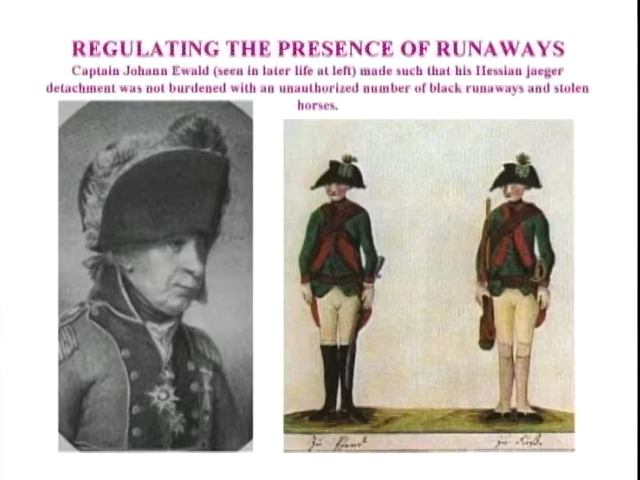 REGULATING THE PRESENCE OF RUNAWAYS
Captain Johann Ewald (seen in later life at left) made such that his Hessian jaeger
detachment was not burdened with an unauthorized number of black runaways and stolen
horses.